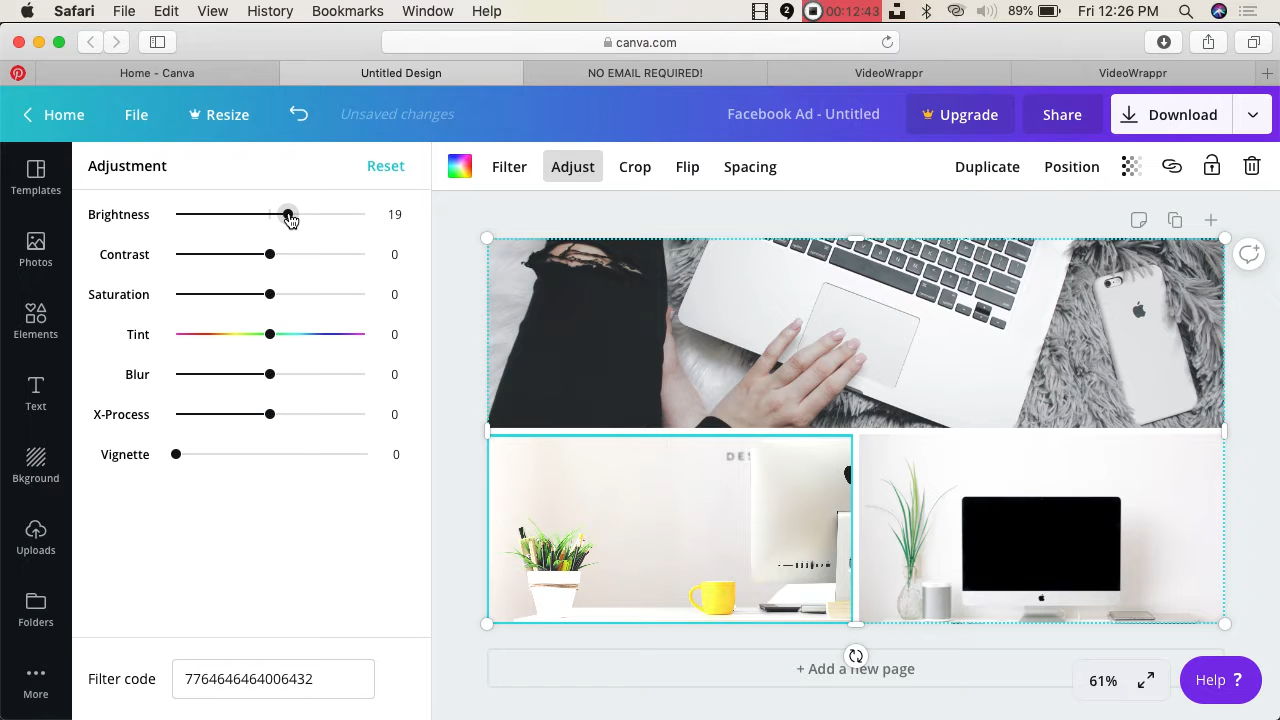 Safari File Edit View History Bookmarks Window Help 2 00:12:43 89% Fri 12:26 PM
canva.com
Home - Canva Untitled Design NO EMAIL REQUIRED! VideoWrappr VideoWrappr
Home File Resize Unsaved changes Facebook Ad - Untitled Upgrade Share Download
Adjustment Reset
Filter Adjust Crop Flip Spacing Duplicate Position
Templates
Photos
Elements
Text
Bkground
Uploads
Folders
More
Brightness 19
Contrast 0
Saturation 0
Tint 0
Blur 0
X-Process 0
Vignette 0
Filter code 7764646464006432
DES
+ Add a new page
61%
Help ?